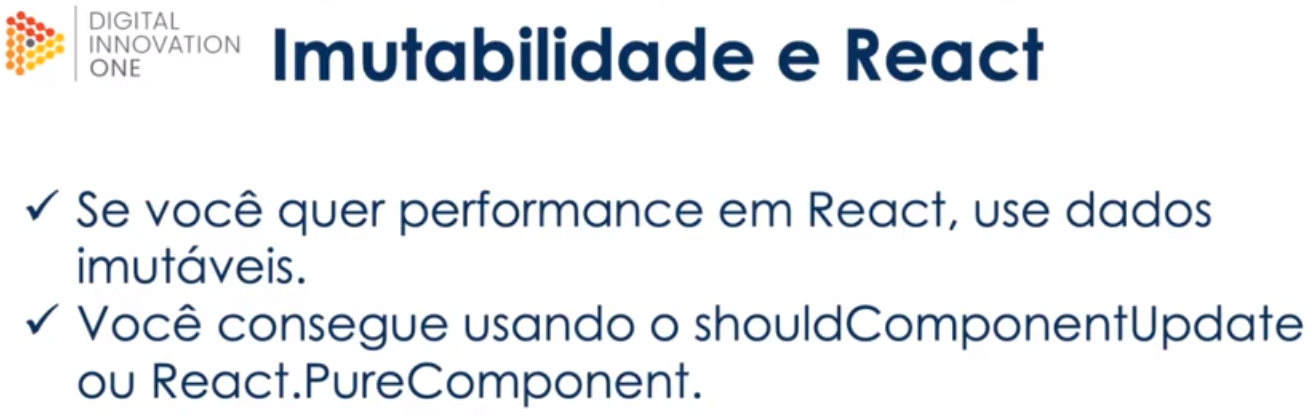 DIGITAL
INNOVATION
ONE
Imutabilidade e React
✓ Se você quer performance em React, use dados
imutáveis.
✓ Você consegue usando o shouldComponentUpdate
ou React.PureComponent.